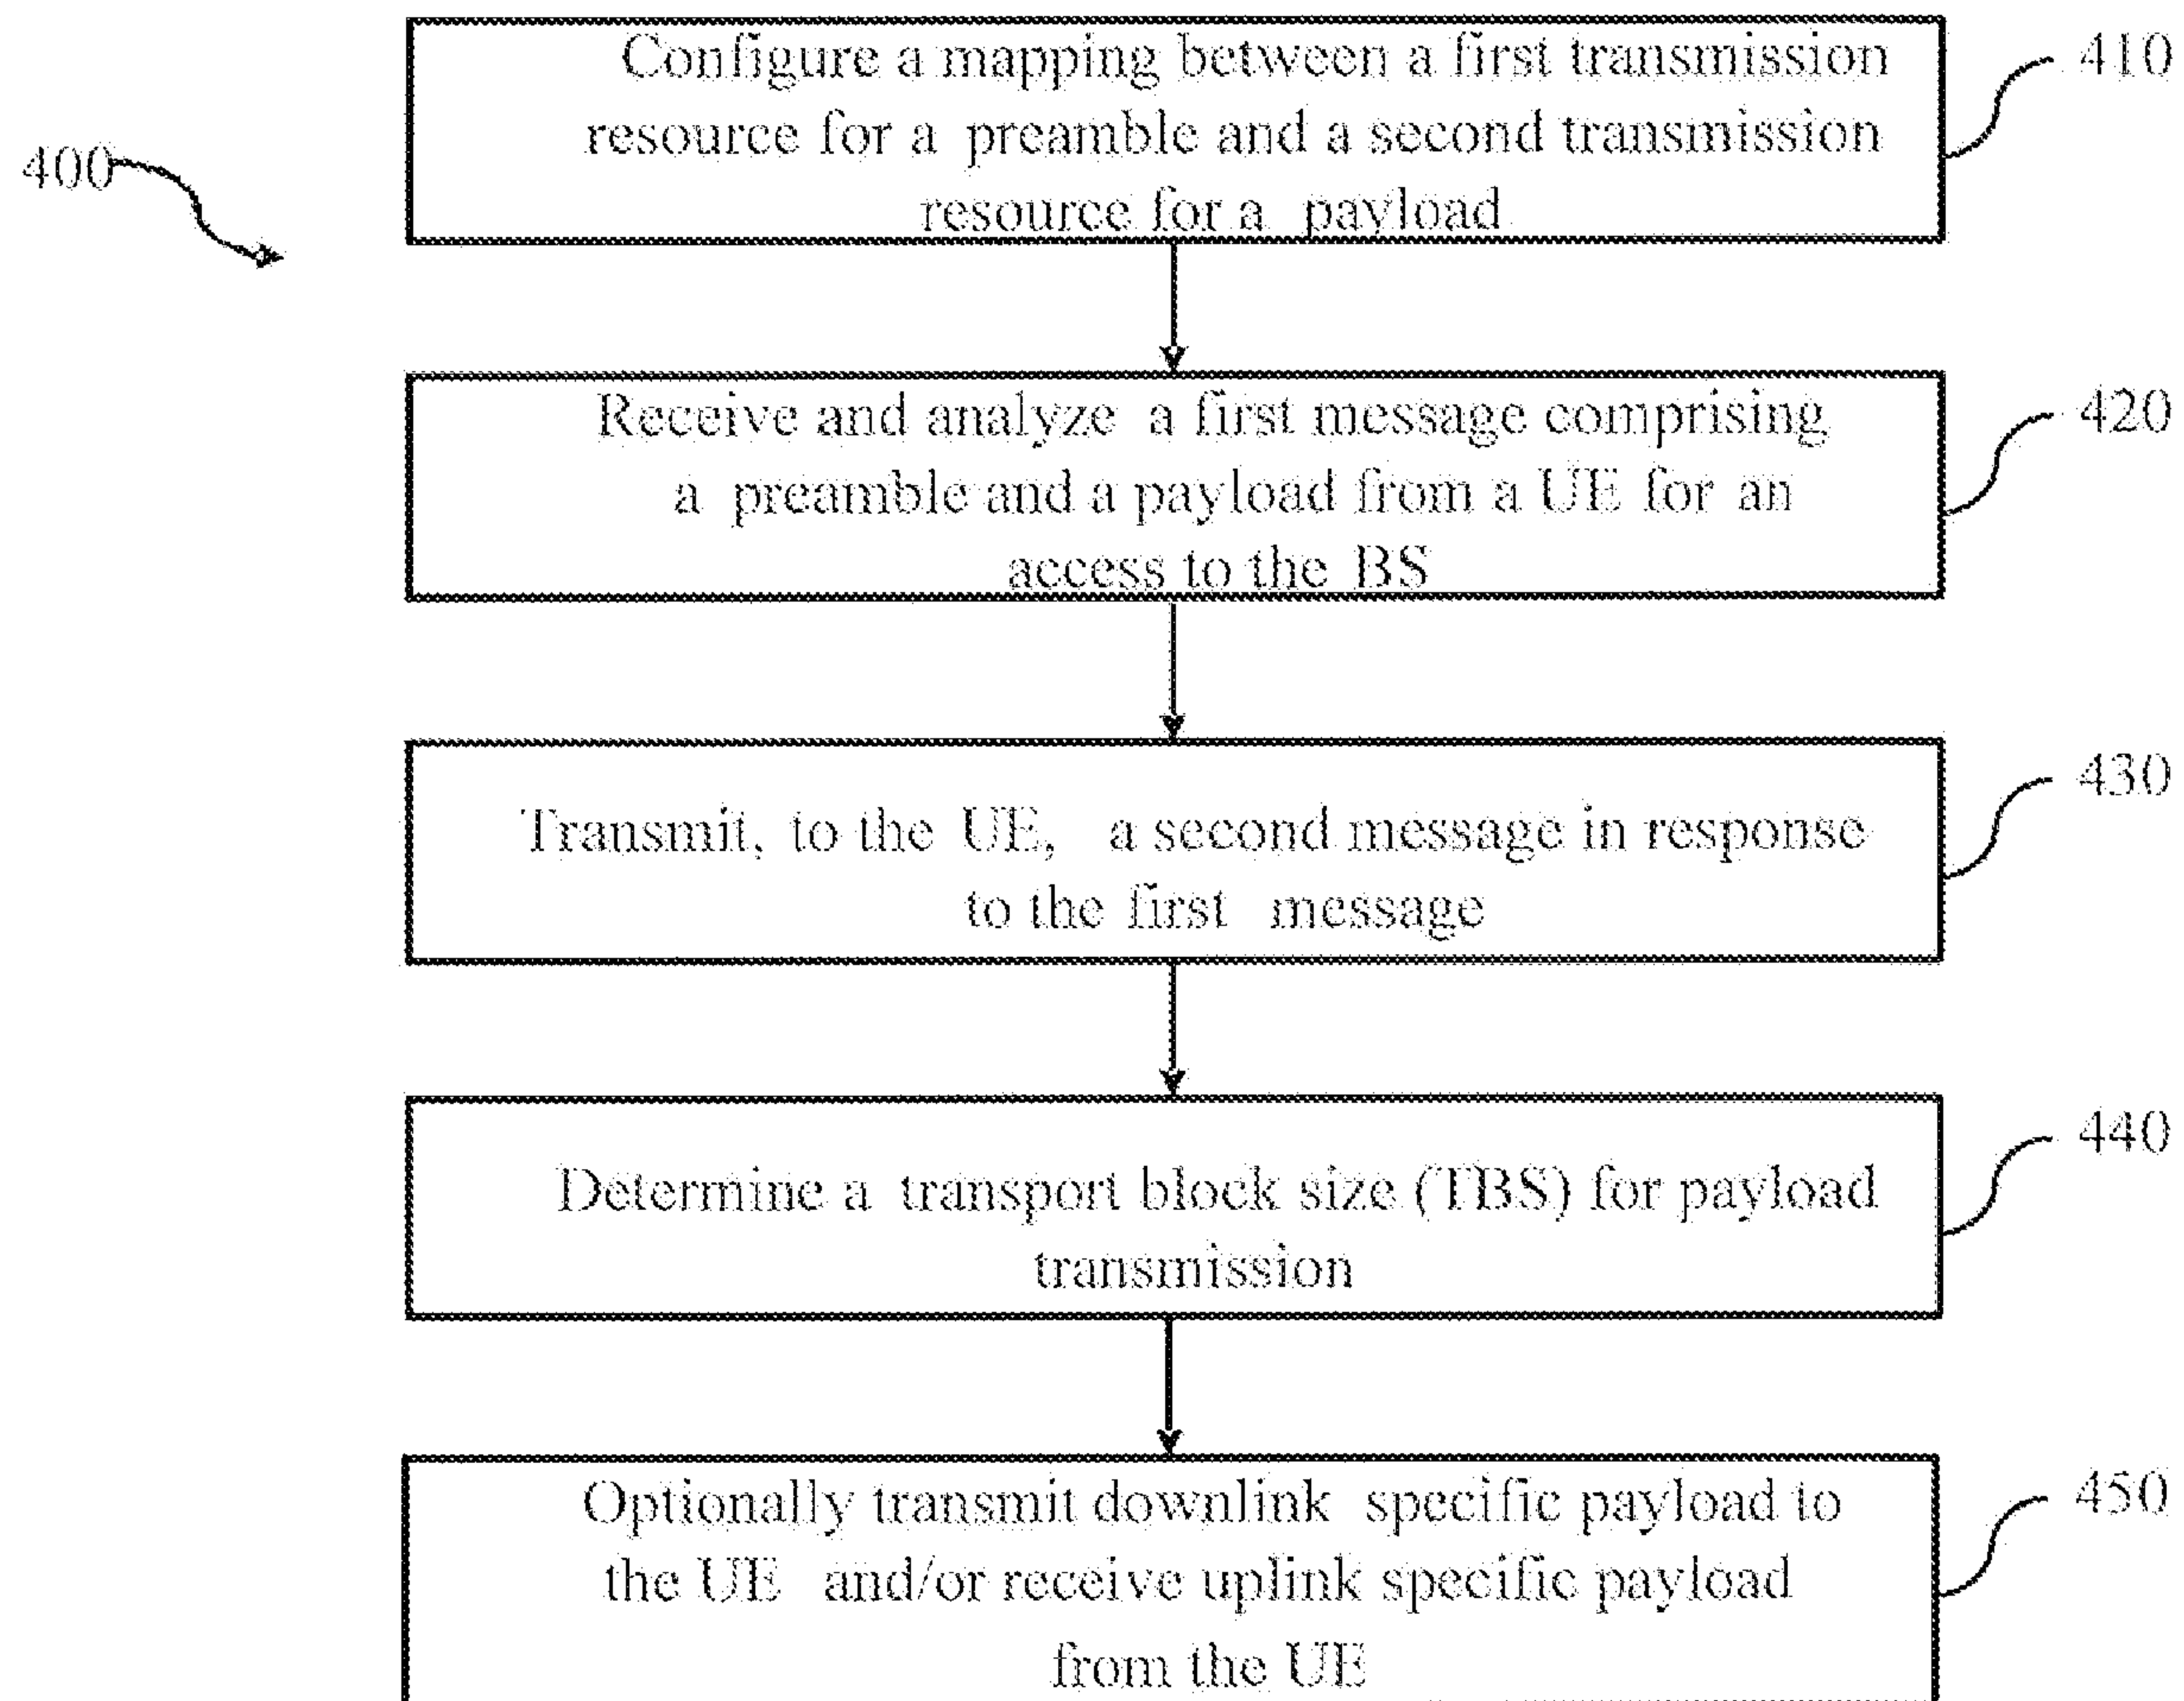 400
Configure a mapping between a first transmission
resource for a preamble and a second transmission
resource for a payload
410
Receive and analyze a first message comprising
a preamble and a payload from a UE for an
access to the BS
420
Transmit, to the UE, a second message in response
to the first message
430
Determine a transport block size (TBS) for payload
transmission
440
Optionally transmit downlink specific payload to
the UE and/or receive uplink specific payload
from the UE
450